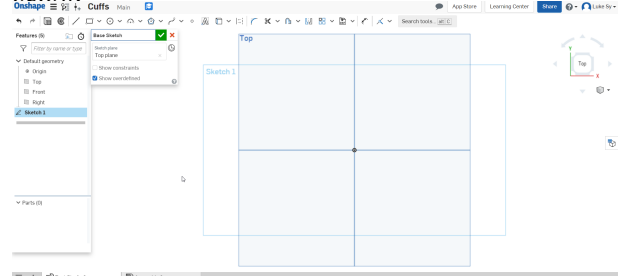 Onshape Cuffs Main App Store Learning Center Share Luke Sy
Search tools... alt C
Features (6)
Filter by name or type
Default geometry
Origin
Top
Front
Right
Sketch 1
Parts (0)
Base Sketch
Sketch plane
Top plane
Show constraints
Show overdefined
Top
Sketch 1
Y
Top
X